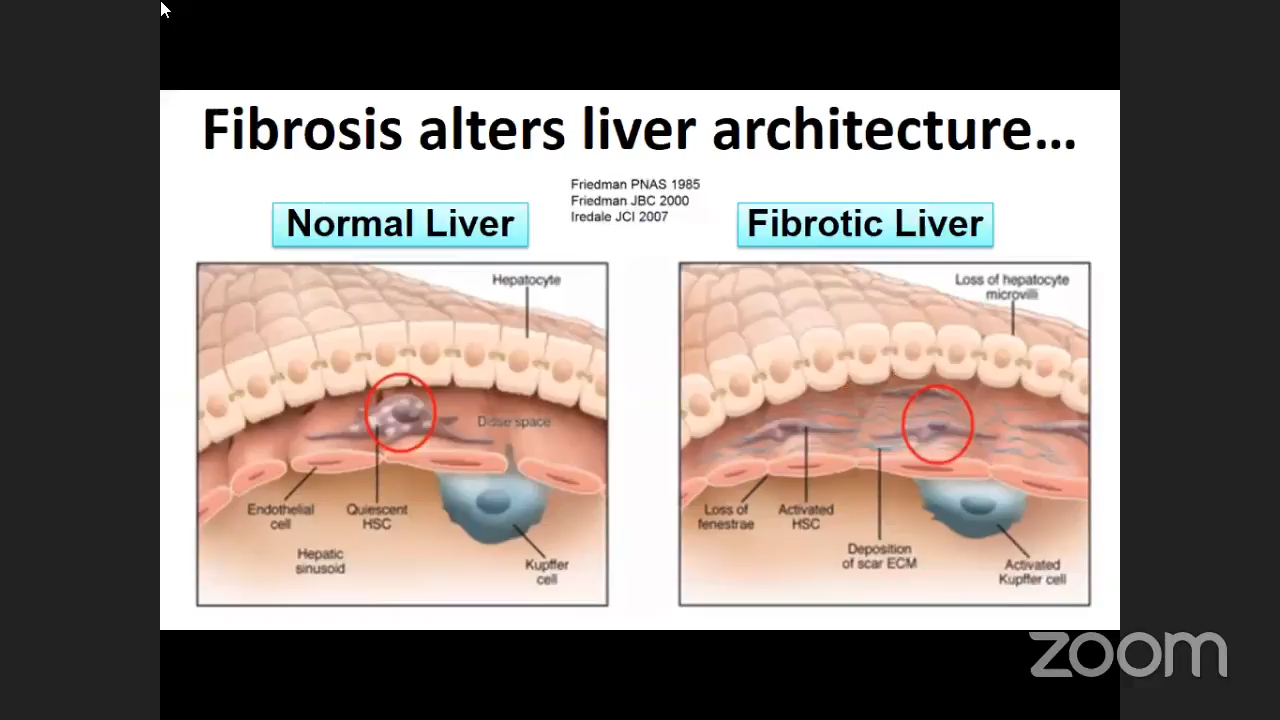 Fibrosis alters liver architecture...
Friedman PNAS 1985
Friedman JBC 2000
Iredale JCI 2007
Normal Liver
Fibrotic Liver
Hepatocyte
Disse space
Endothelial
cell
Quiescent
HSC
Hepatic
sinusoid
Kupffer
cell
Loss of hepatocyte
microvilli
Loss of
fenestrae
Activated
HSC
Deposition
of scar ECM
Activated
Kupffer cell
zoom